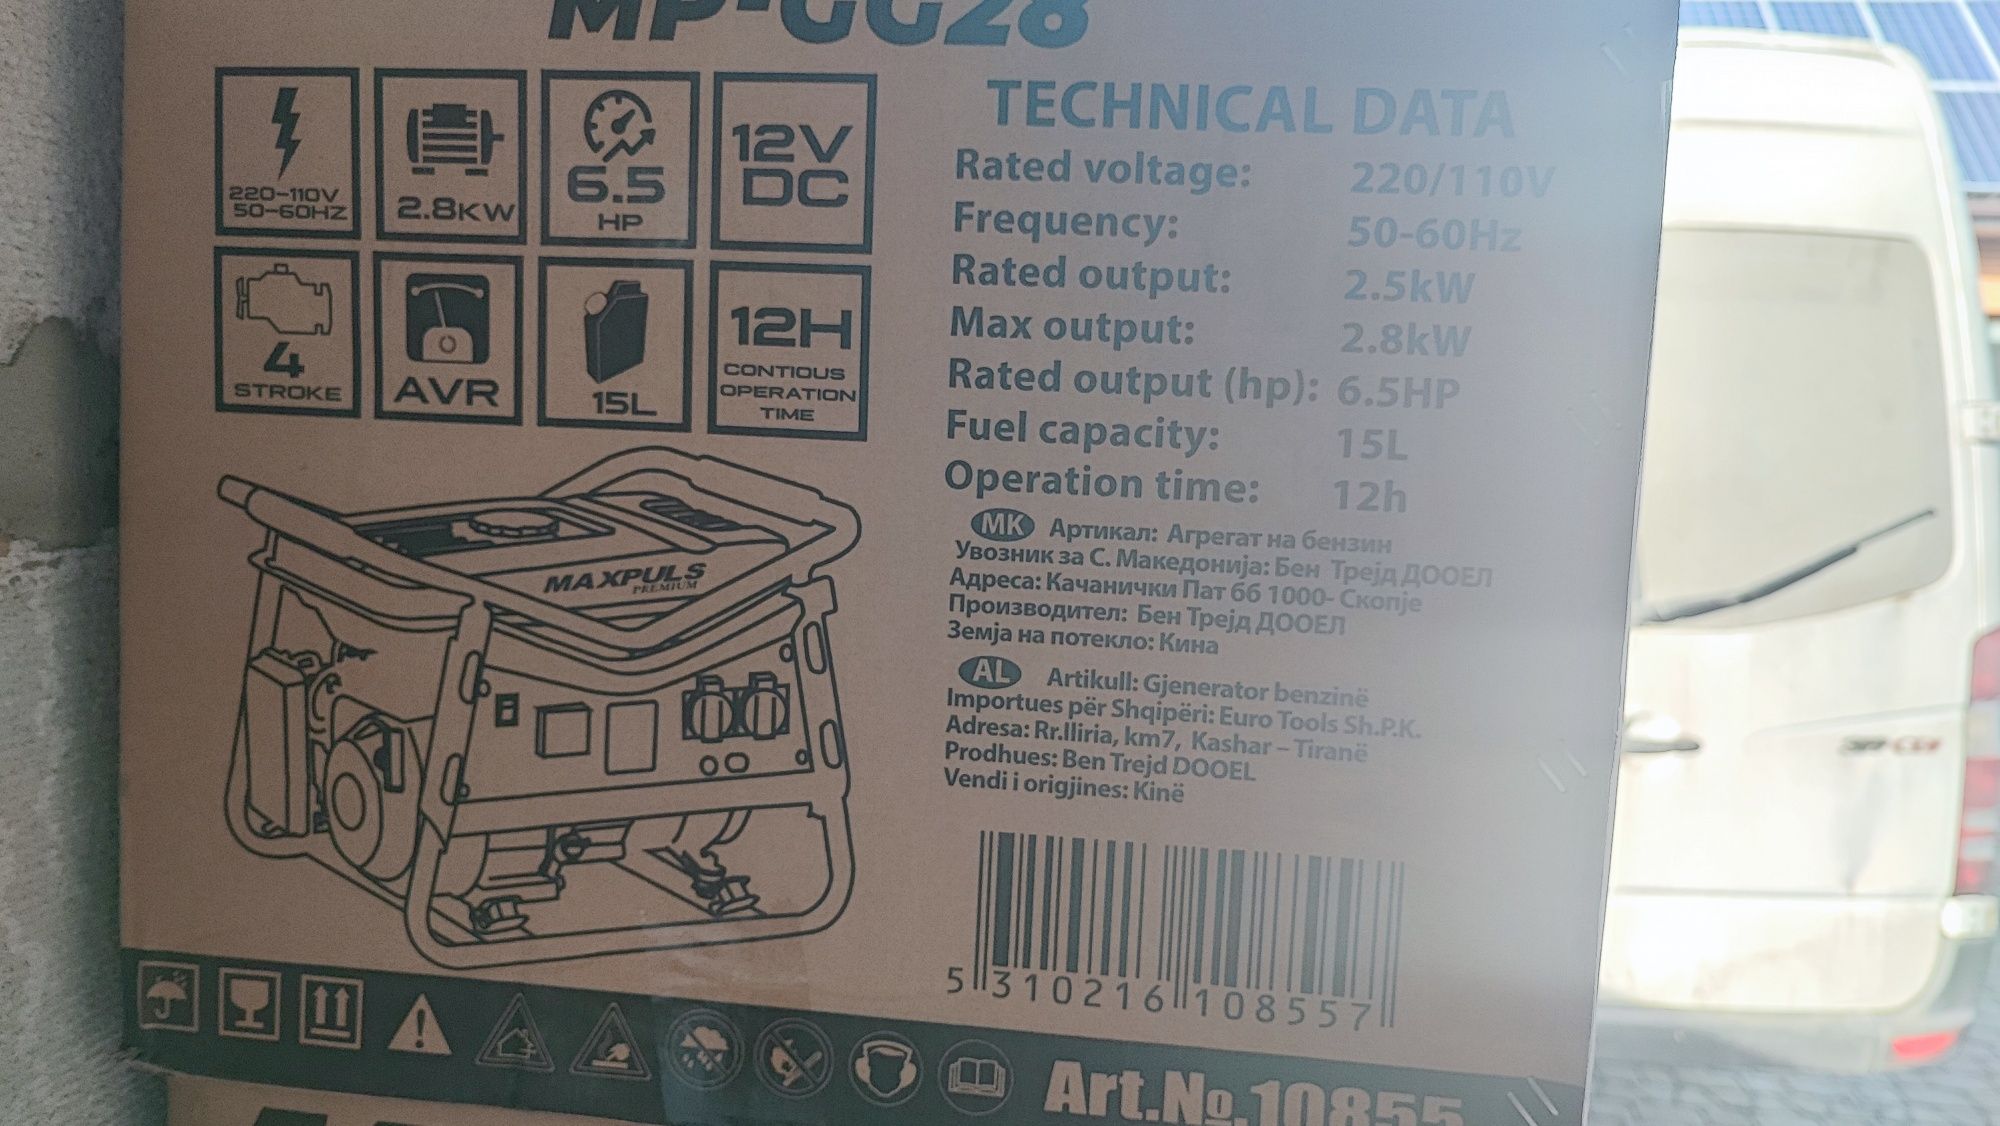 MP-GG28
220-110V
50-60HZ
2.8KW
6.5
HP
12V
DC
4
STROKE
AVR
15L
12H
CONTIOUS
OPERATION
TIME
MAXPULS
PREMIUM
TECHNICAL DATA
Rated voltage: 220/110V
Frequency: 50-60Hz
Rated output: 2.5kW
Max output: 2.8kW
Rated output (hp): 6.5HP
Fuel capacity: 15L
Operation time: 12h
MK Артикал: Агрегат на бензин
Увозник за С. Македонија: Бен Трејд ДООЕЛ
Адреса: Качанички Пат бб 1000- Скопје
Производител: Бен Трејд ДООЕЛ
Земја на потекло: Кина
AL Artikull: Gjenerator benzinë
Importues për Shqipëri: Euro Tools Sh.P.K.
Adresa: Rr.Iliria, km7, Kashar – Tiranë
Prodhues: Ben Trejd DOOEL
Vendi i origjines: Kinë
5 310216 108557
Art.№.10855